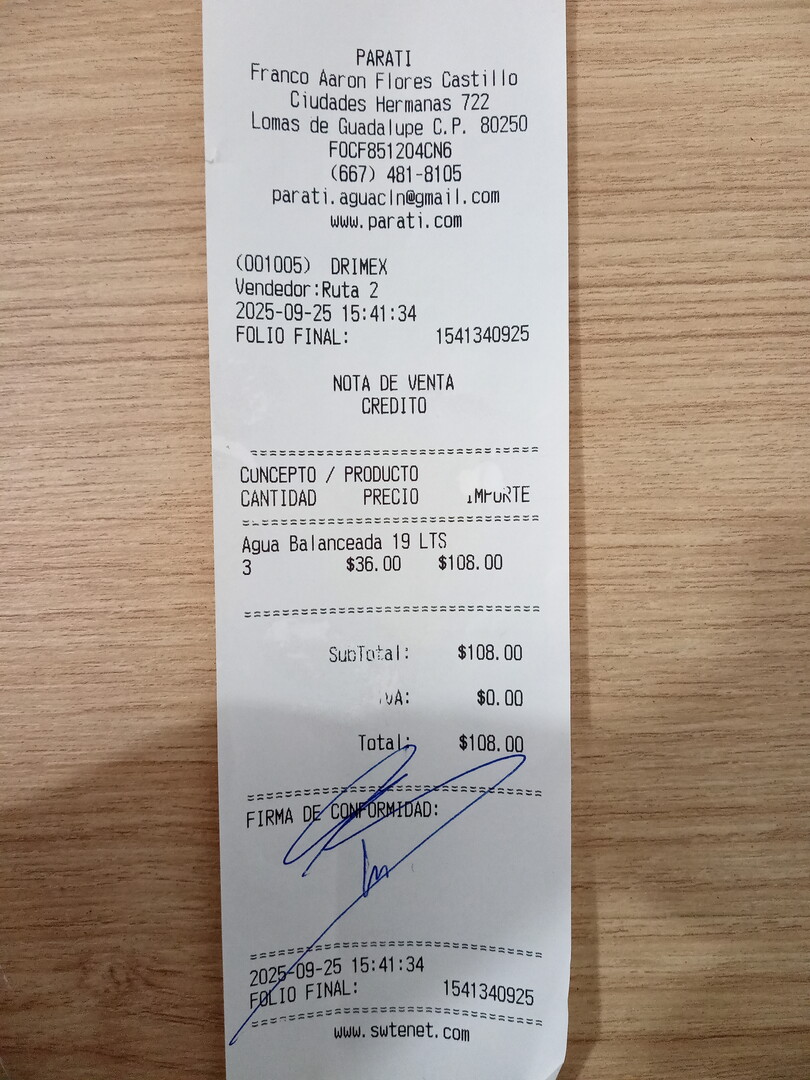 PARATI
Franco Aaron Flores Castillo
Ciudades Hermanas 722
Lomas de Guadalupe C.P. 80250
FOCF851204CN6
(667) 481-8105
parati.aguacln@gmail.com
www.parati.com
(001005) DRIMEX
Vendedor:Ruta 2
2025-09-25 15:41:34
FOLIO FINAL: 1541340925
NOTA DE VENTA
CREDITO
CONCEPTO / PRODUCTO
CANTIDAD PRECIO IMPORTE
Agua Balanceada 19 LTS
3 $36.00 $108.00
SubTotal: $108.00
IVA: $0.00
Total: $108.00
FIRMA DE CONFORMIDAD:
2025-09-25 15:41:34
FOLIO FINAL: 1541340925
www.swtenet.com